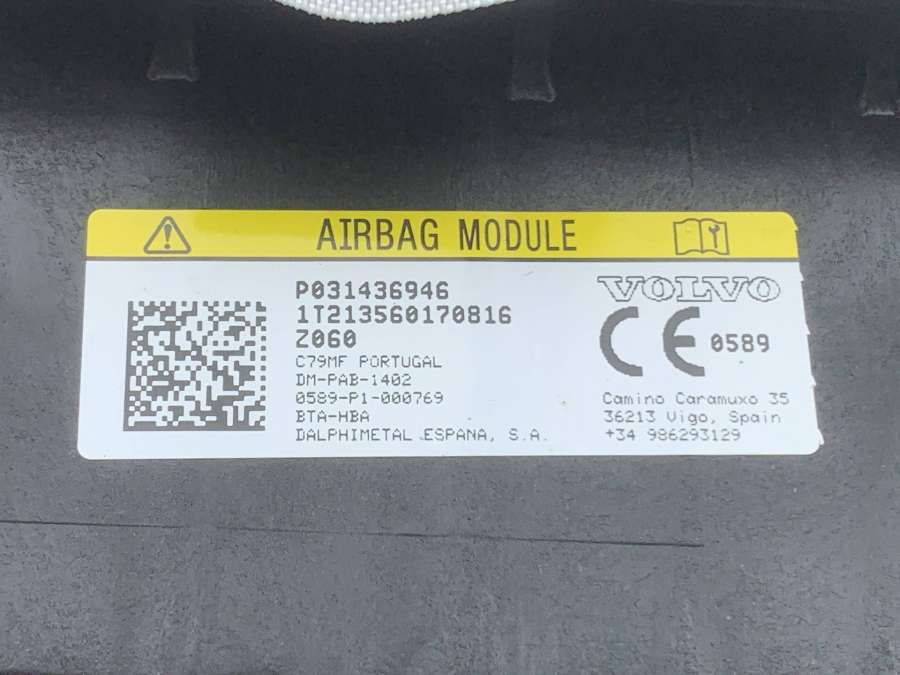 AIRBAG MODULE
P031436946
1T213560170816
Z060
C79MF PORTUGAL
DM-PAB-1402
0589-P1-000769
BTA-HBA
DALPHIMETAL ESPANA, S.A.
VOLVO
CE 0589
Camino Caramuxo 35
36213 Vigo, Spain
+34 986293129